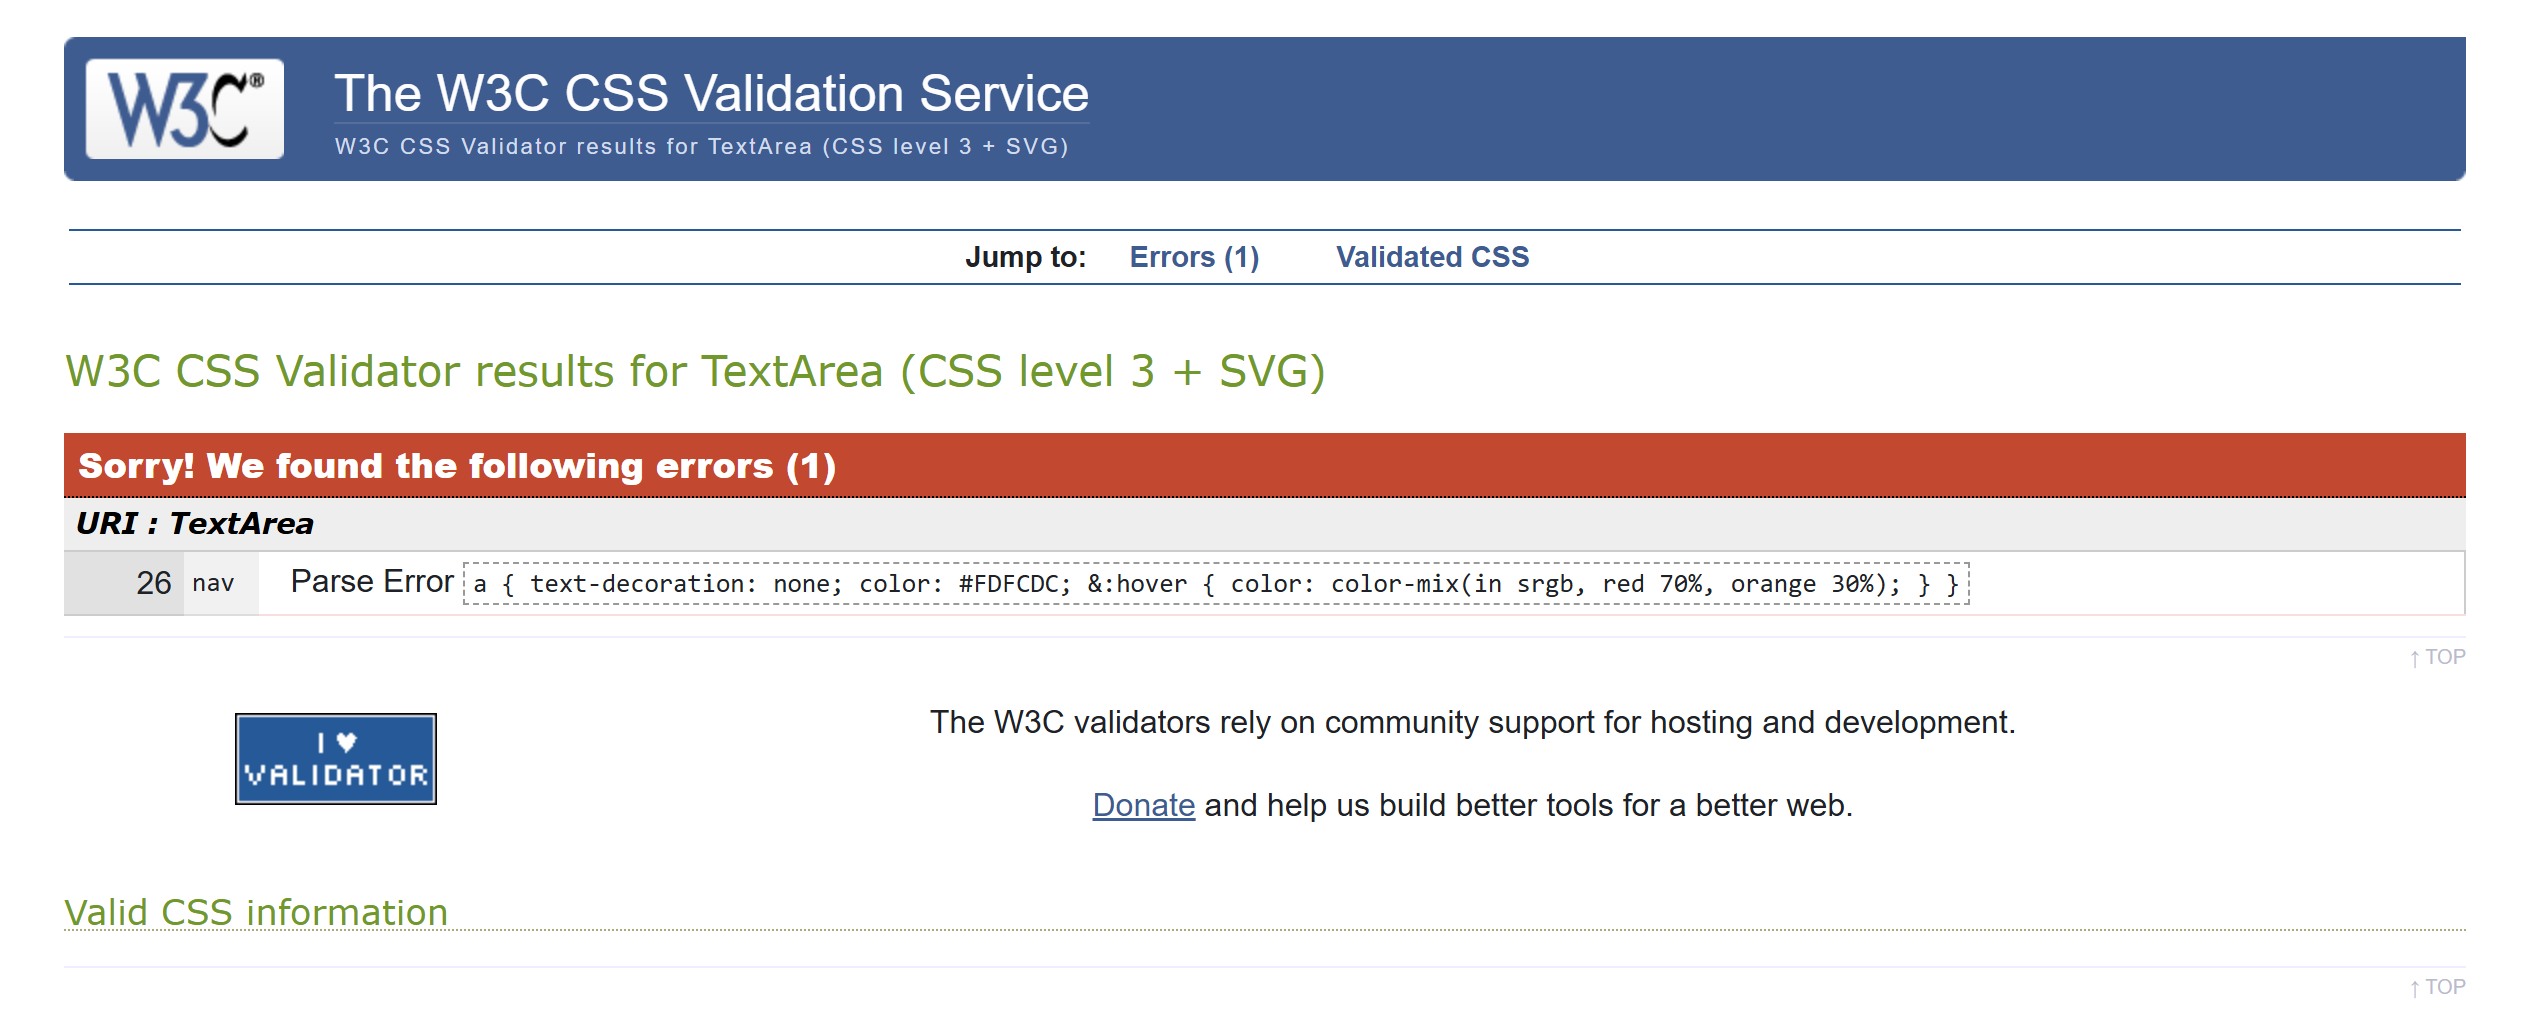 W3C®
The W3C CSS Validation Service
W3C CSS Validator results for TextArea (CSS level 3 + SVG)
Jump to: Errors (1) Validated CSS
W3C CSS Validator results for TextArea (CSS level 3 + SVG)
Sorry! We found the following errors (1)
URI : TextArea
26 nav Parse Error a { text-decoration: none; color: #FDFCDC; &:hover { color: color-mix(in srgb, red 70%, orange 30%); } }
↑ TOP
I ♥
VALIDATOR
The W3C validators rely on community support for hosting and development.
Donate and help us build better tools for a better web.
Valid CSS information
↑ TOP